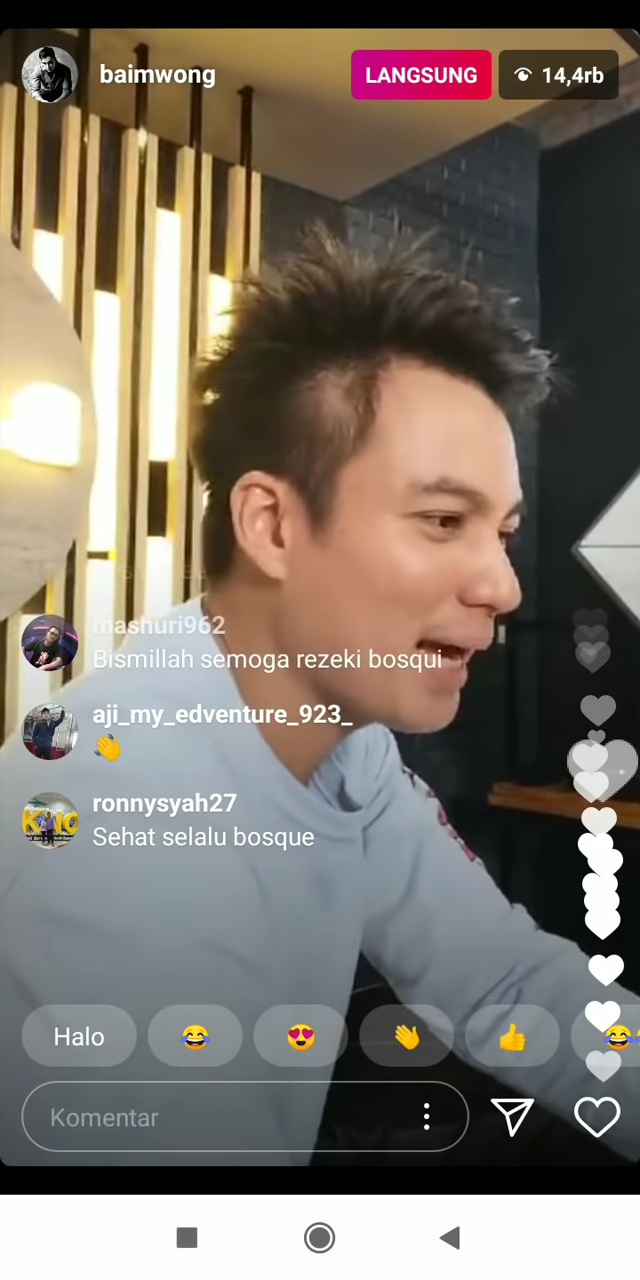 baimwong
LANGSUNG
14,4rb
mashuri962
Bismillah semoga rezeki bosqui
aji_my_edventure_923_
👋
ronnysyah27
Sehat selalu bosque
Halo
😂
😍
👋
👍
😂
Komentar